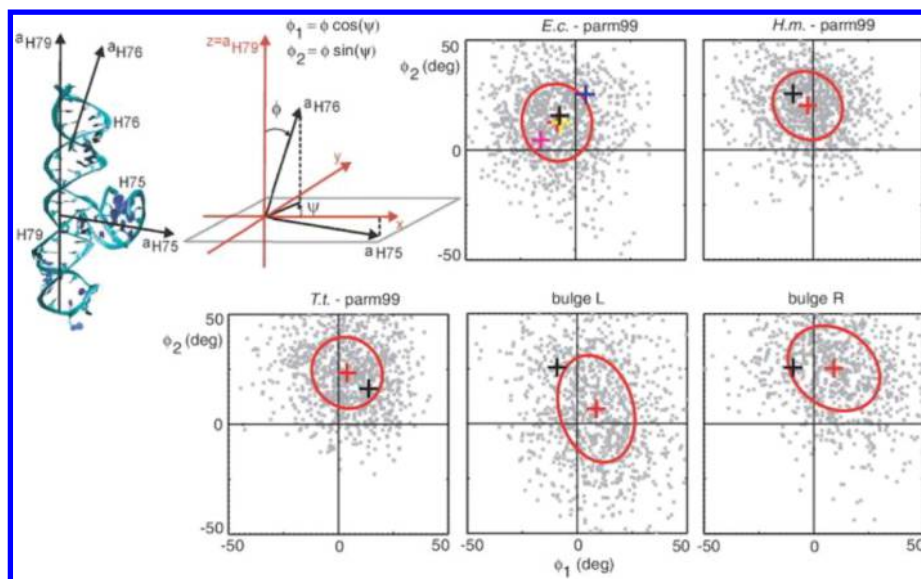 aH79
aH76
H76
H75
H79
aH75
z=aH79
ϕ1 = ϕ cos(ψ)
ϕ2 = ϕ sin(ψ)
aH76
ϕ
y
ψ
x
aH75
E.c. - parm99
50
ϕ2
(deg)
0
-50
H.m. - parm99
T.t. - parm99
50
ϕ2
(deg)
0
-50
-50 0 50
bulge L
0 50
bulge R
-50 0 50
ϕ1 (deg)